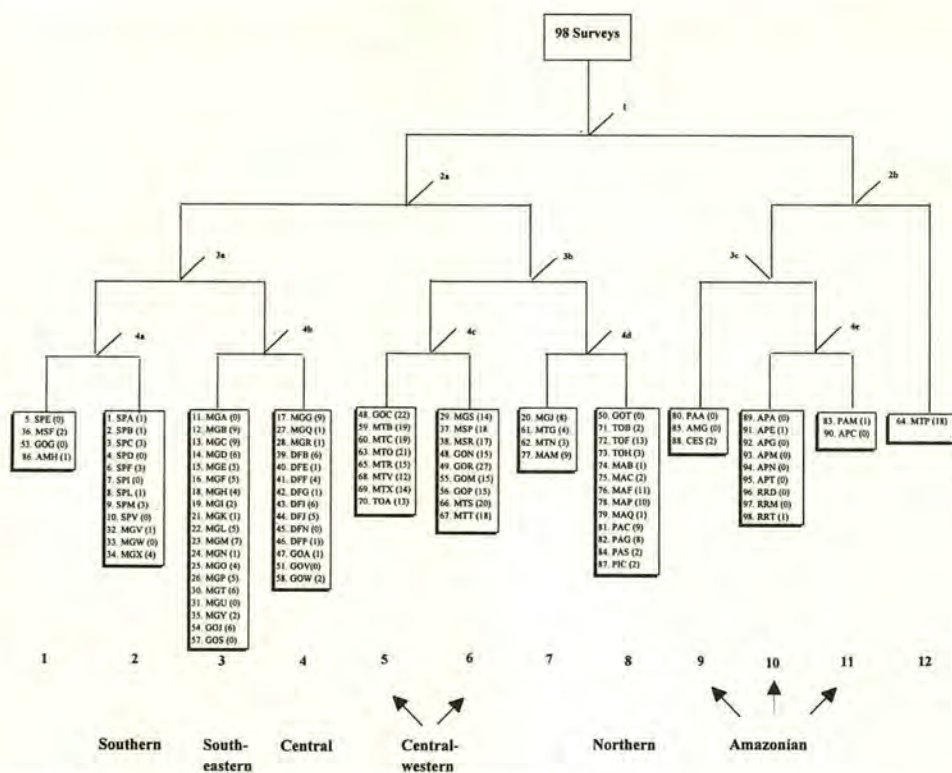 98 Surveys
1
2a
2b
3a
3b
3c
4a
4b
4c
4d
4e
5. SPE (0)
36. MSF (2)
53. GOG (0)
86. AMH (1)
1. SPA (1)
2. SPB (1)
3. SPC (3)
4. SPD (0)
6. SPF (3)
7. SPI (0)
8. SPL (1)
9. SPM (3)
10. SPV (0)
32 MGV (1)
33. MGW (0)
34. MGX (4)
11. MGA (0)
12. MGB (9)
13. MGC (9)
14. MGD (6)
15. MGE (5)
16. MGF (5)
18. MGH (4)
19. MGI (2)
21. MGK (1)
22. MGL (5)
23. MGM (7)
24. MGN (1)
25. MGO (4)
26. MGP (5)
30. MGT (6)
31. MGU (0)
35. MGY (2)
54. GOJ (6)
57. GOS (0)
17. MGG (9)
27. MGQ (1)
28. MGR (1)
39. DFB (6)
40. DFE (1)
41. DFF (4)
42. DFG (1)
43. DFI (6)
44. DFJ (5)
45. DFN (0)
46. DFP (1)
47. GOA (1)
51. GOV(0)
58. GOW (2)
48. GOC (22)
59. MTB (19)
60. MTC (19)
63. MTO (21)
65. MTR (15)
68. MTV (12)
69. MTX (14)
70. TOA (13)
29. MGS (14)
37. MSP (18
38. MSR (17)
48. GON (15)
49. GOR (27)
55. GOM (15)
56. GOP (15)
66. MTS (20)
67. MTT (18)
20. MGJ (8)
61. MTG (4)
62. MTN (3)
77. MAM (9)
50. GOT (0)
71. TOB (2)
72. TOF (13)
73. TOH (3)
74. MAB (1)
75. MAC (2)
76. MAF (11)
78. MAP (10)
79. MAQ (1)
81. PAC (9)
82. PAG (8)
84. PAS (2)
87. PIC (2)
80. PAA (0)
85. AMG (0)
88. CES (2)
89. APA (0)
91. APE (1)
92. APG (0)
93. APM (0)
94. APN (0)
95. APT (0)
96. RRD (0)
97. RRM (0)
98. RRT (1)
83. PAM (1)
90. APC (0)
64. MTP (18)
1 2 3 4 5 6 7 8 9 10 11 12
Southern South-eastern Central Central-western Northern Amazonian